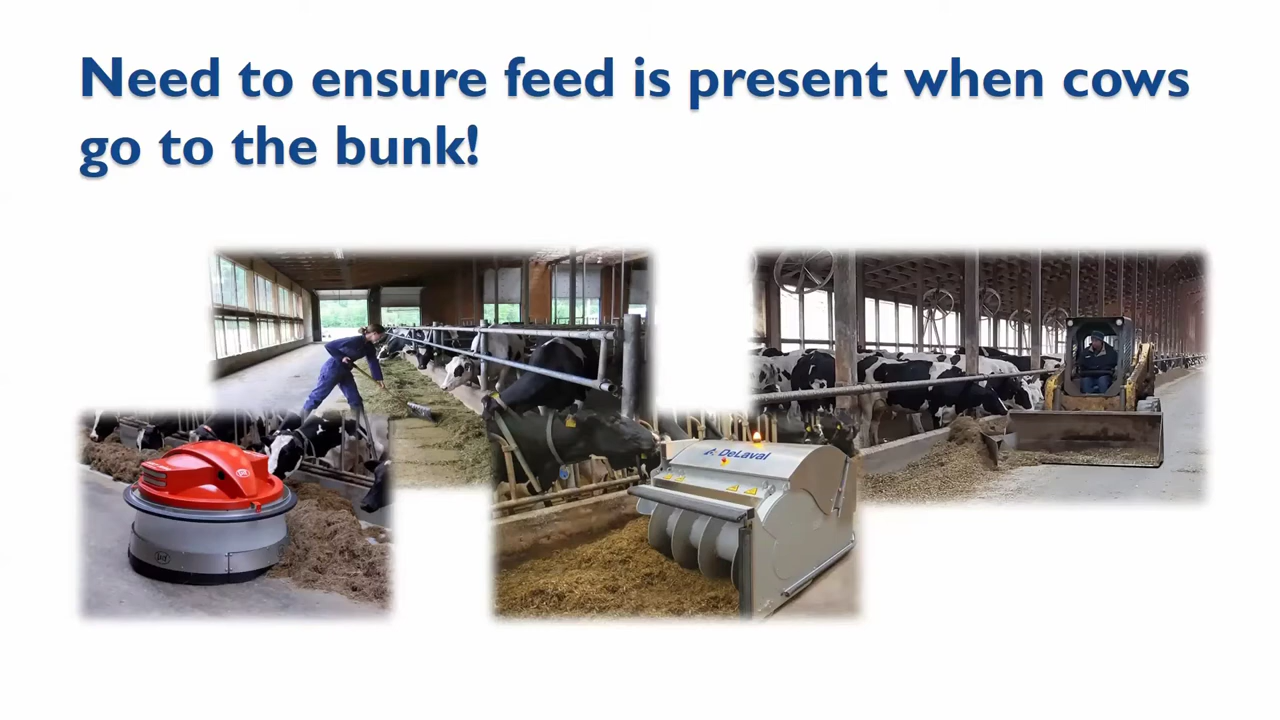 Need to ensure feed is present when cows
go to the bunk!
DeLaval